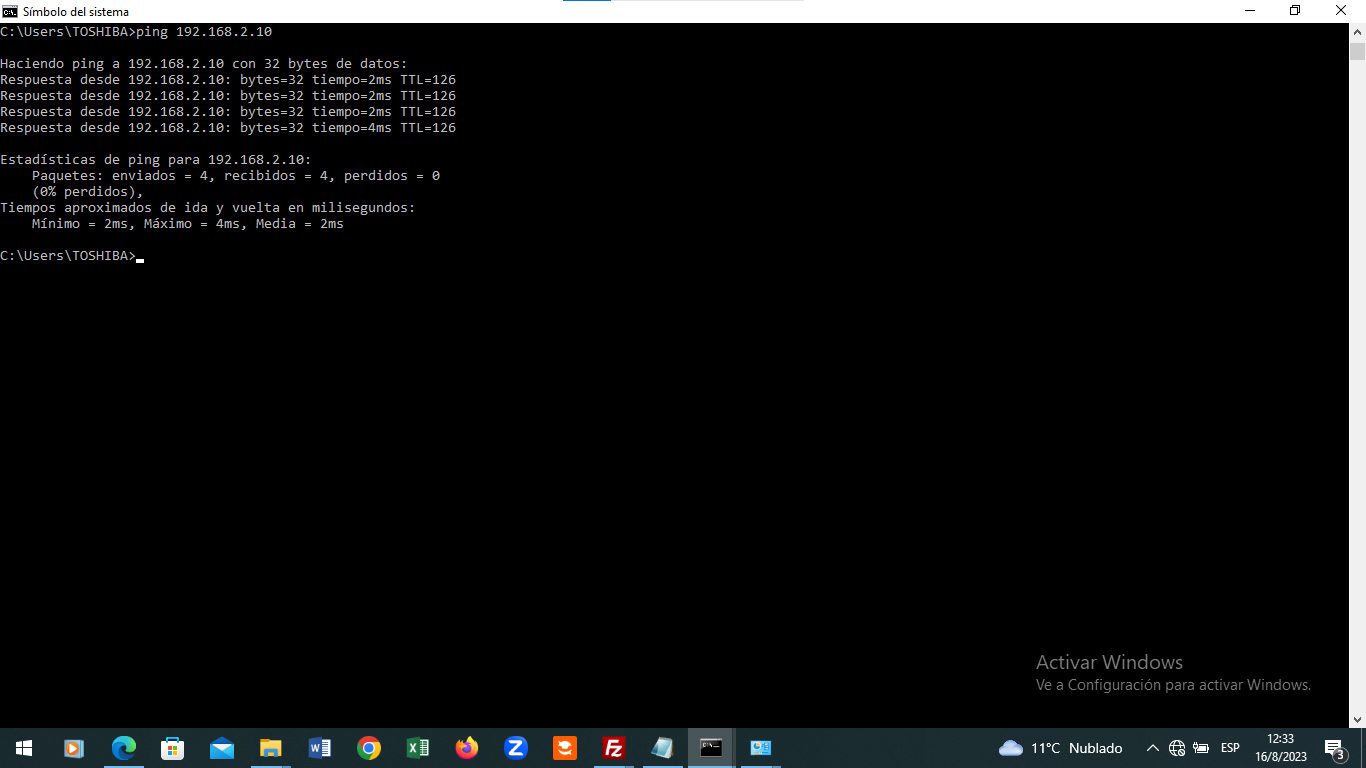 Símbolo del sistema
C:\Users\TOSHIBA>ping 192.168.2.10
Haciendo ping a 192.168.2.10 con 32 bytes de datos:
Respuesta desde 192.168.2.10: bytes=32 tiempo=2ms TTL=126
Respuesta desde 192.168.2.10: bytes=32 tiempo=2ms TTL=126
Respuesta desde 192.168.2.10: bytes=32 tiempo=2ms TTL=126
Respuesta desde 192.168.2.10: bytes=32 tiempo=4ms TTL=126
Estadísticas de ping para 192.168.2.10:
Paquetes: enviados = 4, recibidos = 4, perdidos = 0
(0% perdidos),
Tiempos aproximados de ida y vuelta en milisegundos:
Mínimo = 2ms, Máximo = 4ms, Media = 2ms
C:\Users\TOSHIBA>
Activar Windows
Ve a Configuración para activar Windows.
11°C Nublado
ESP
12:33
16/8/2023
3